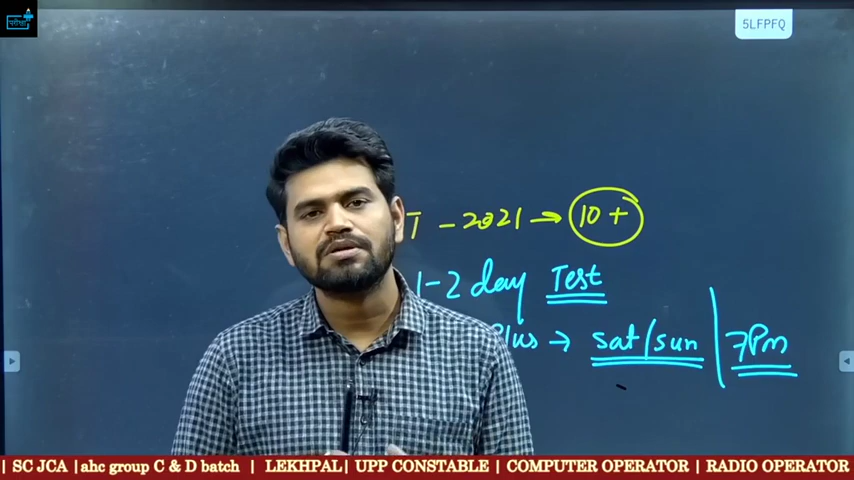 परीक्षा
5LFPFQ
T - 2021 → 10 +
1-2 day Test
Plus → sat/sun | 7Pm
| SC JCA |ahc group C & D batch | LEKHPAL| UPP CONSTABLE | COMPUTER OPERATOR | RADIO OPERATOR